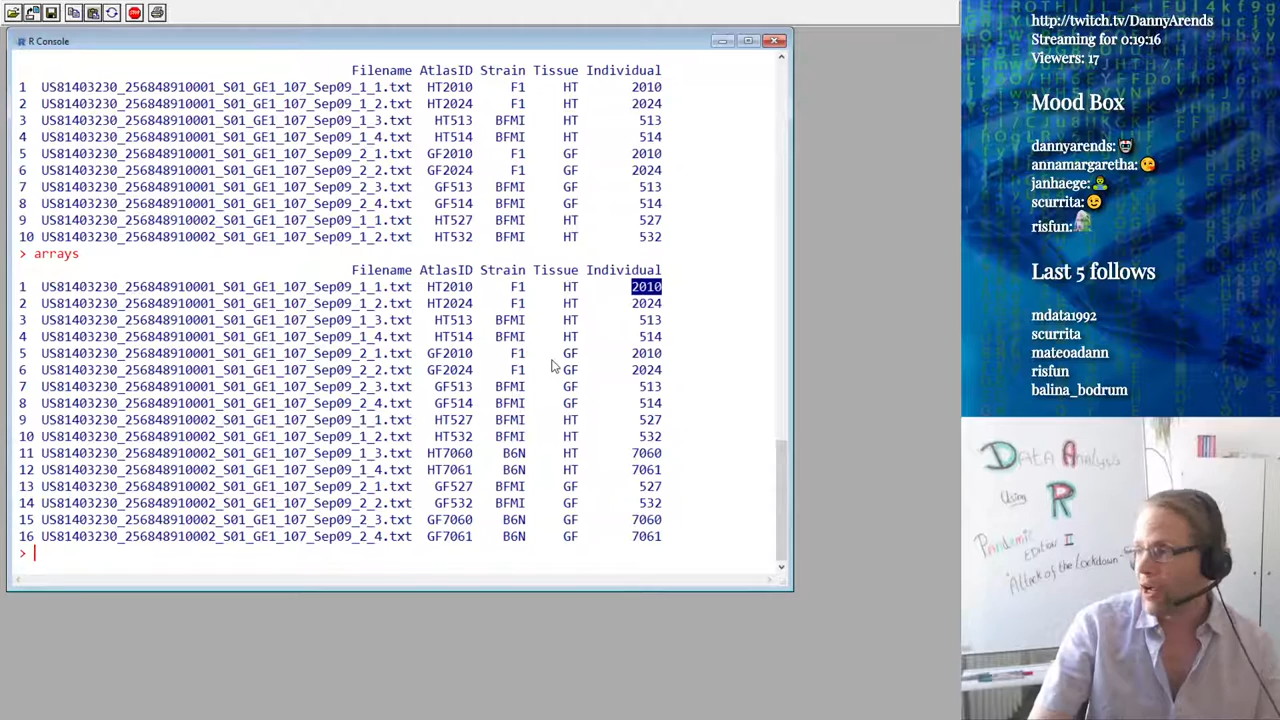 R Console
Filename AtlasID Strain Tissue Individual
1 US81403230_256848910001_S01_GE1_107_Sep09_1_1.txt HT2010 F1 HT 2010
2 US81403230_256848910001_S01_GE1_107_Sep09_1_2.txt HT2024 F1 HT 2024
3 US81403230_256848910001_S01_GE1_107_Sep09_1_3.txt HT513 BFMI HT 513
4 US81403230_256848910001_S01_GE1_107_Sep09_1_4.txt HT514 BFMI HT 514
5 US81403230_256848910001_S01_GE1_107_Sep09_2_1.txt GF2010 F1 GF 2010
6 US81403230_256848910001_S01_GE1_107_Sep09_2_2.txt GF2024 F1 GF 2024
7 US81403230_256848910001_S01_GE1_107_Sep09_2_3.txt GF513 BFMI GF 513
8 US81403230_256848910001_S01_GE1_107_Sep09_2_4.txt GF514 BFMI GF 514
9 US81403230_256848910002_S01_GE1_107_Sep09_1_1.txt HT527 BFMI HT 527
10 US81403230_256848910002_S01_GE1_107_Sep09_1_2.txt HT532 BFMI HT 532
> arrays
Filename AtlasID Strain Tissue Individual
1 US81403230_256848910001_S01_GE1_107_Sep09_1_1.txt HT2010 F1 HT 2010
2 US81403230_256848910001_S01_GE1_107_Sep09_1_2.txt HT2024 F1 HT 2024
3 US81403230_256848910001_S01_GE1_107_Sep09_1_3.txt HT513 BFMI HT 513
4 US81403230_256848910001_S01_GE1_107_Sep09_1_4.txt HT514 BFMI HT 514
5 US81403230_256848910001_S01_GE1_107_Sep09_2_1.txt GF2010 F1 GF 2010
6 US81403230_256848910001_S01_GE1_107_Sep09_2_2.txt GF2024 F1 GF 2024
7 US81403230_256848910001_S01_GE1_107_Sep09_2_3.txt GF513 BFMI GF 513
8 US81403230_256848910001_S01_GE1_107_Sep09_2_4.txt GF514 BFMI GF 514
9 US81403230_256848910002_S01_GE1_107_Sep09_1_1.txt HT527 BFMI HT 527
10 US81403230_256848910002_S01_GE1_107_Sep09_1_2.txt HT532 BFMI HT 532
11 US81403230_256848910002_S01_GE1_107_Sep09_1_3.txt HT7060 B6N HT 7060
12 US81403230_256848910002_S01_GE1_107_Sep09_1_4.txt HT7061 B6N HT 7061
13 US81403230_256848910002_S01_GE1_107_Sep09_2_1.txt GF527 BFMI GF 527
14 US81403230_256848910002_S01_GE1_107_Sep09_2_2.txt GF532 BFMI GF 532
15 US81403230_256848910002_S01_GE1_107_Sep09_2_3.txt GF7060 B6N GF 7060
16 US81403230_256848910002_S01_GE1_107_Sep09_2_4.txt GF7061 B6N GF 7061
>
http://twitch.tv/DannyArends
Streaming for 0:19:16
Viewers: 17
Mood Box
dannyarends:
annamargaretha:
janhaege:
scurrita:
risfun:
Last 5 follows
mdata1992
scurrita
mateoadann
risfun
balina_bodrum
Data Analysis
Using R
Pandemic
Edition II
"Attack of the Lockdown"